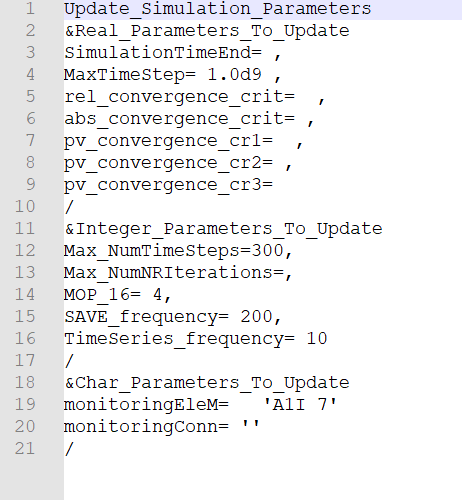 1 Update_Simulation_Parameters
2 &Real_Parameters_To_Update
3 SimulationTimeEnd= ,
4 MaxTimeStep= 1.0d9 ,
5 rel_convergence_crit=  ,
6 abs_convergence_crit= ,
7 pv_convergence_cr1=  ,
8 pv_convergence_cr2= ,
9 pv_convergence_cr3=
10 /
11 &Integer_Parameters_To_Update
12 Max_NumTimeSteps=300,
13 Max_NumNRIterations=,
14 MOP_16= 4,
15 SAVE_frequency= 200,
16 TimeSeries_frequency= 10
17 /
18 &Char_Parameters_To_Update
19 monitoringEleM=   'A1I 7'
20 monitoringConn= ''
21 /